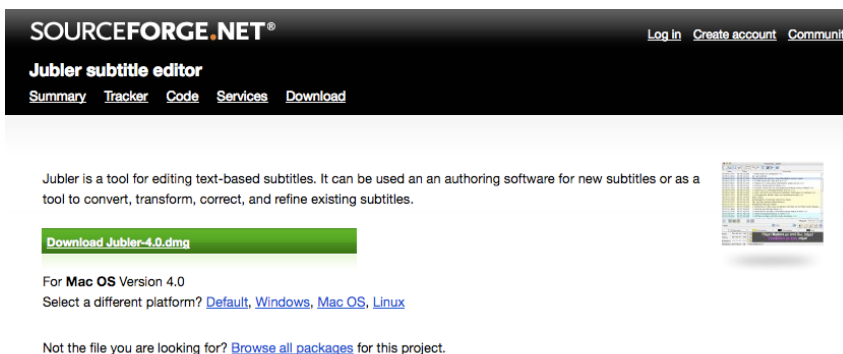 SOURCEFORGE.NET®
Log in Create account Communit
Jubler subtitle editor
Summary Tracker Code Services Download
Jubler is a tool for editing text-based subtitles. It can be used an an authoring software for new subtitles or as a
tool to convert, transform, correct, and refine existing subtitles.
Download Jubler-4.0.dmg
For Mac OS Version 4.0
Select a different platform? Default, Windows, Mac OS, Linux
Not the file you are looking for? Browse all packages for this project.